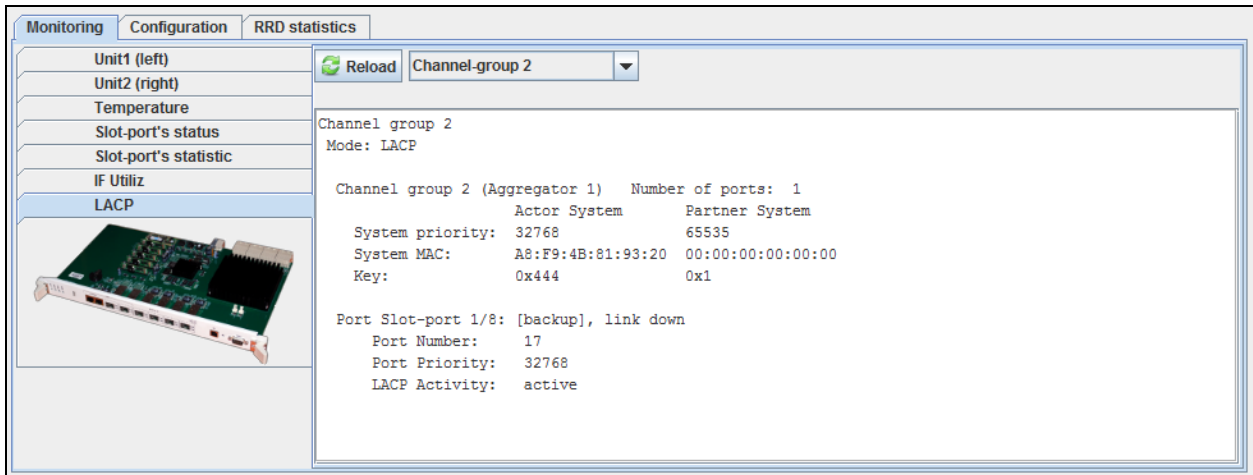 Monitoring Configuration RRD statistics
Unit1 (left)
Unit2 (right)
Temperature
Slot-port's status
Slot-port's statistic
IF Utiliz
LACP
Reload Channel-group 2
Channel group 2
Mode: LACP
Channel group 2 (Aggregator 1) Number of ports: 1
Actor System Partner System
System priority: 32768 65535
System MAC: A8:F9:4B:81:93:20 00:00:00:00:00:00
Key: 0x444 0x1
Port Slot-port 1/8: [backup], link down
Port Number: 17
Port Priority: 32768
LACP Activity: active